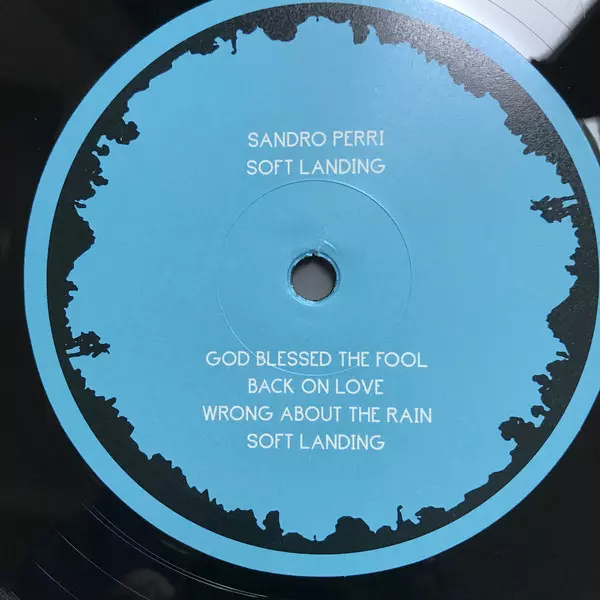 SANDRO PERRI
SOFT LANDING
GOD BLESSED THE FOOL
BACK ON LOVE
WRONG ABOUT THE RAIN
SOFT LANDING